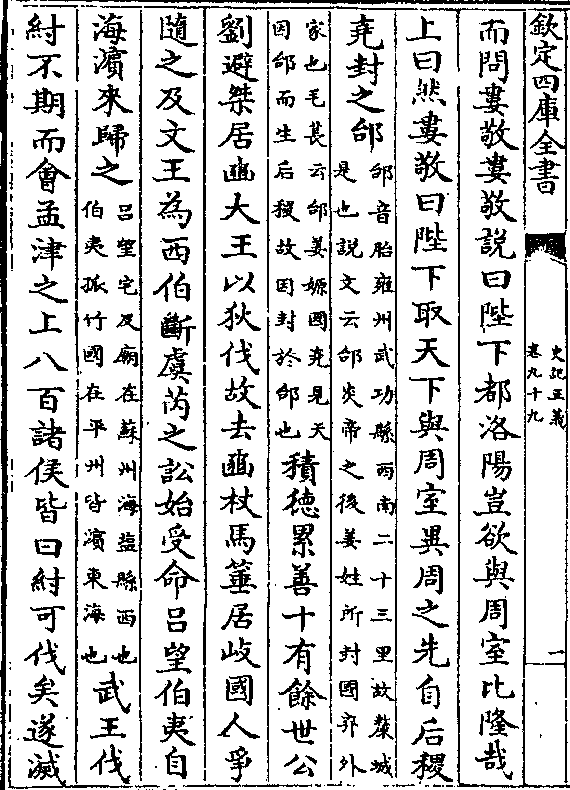 欽定四庫全書
史記正義
卷九十九
一
而問婁敬婁敬說曰陛下都洛陽豈欲與周室比隆哉
上曰然婁敬曰陛下取天下與周室異周之先自后稷
堯封之邰
邰音胎雍州武功縣西南二十三里故斄城
是也說文云邰炎帝之後姜姓所封國弃外
家也毛萇云邰姜嫄國堯見天
因邰而生后稷故因封於邰也
積德累善十有餘世公
劉避桀居豳大王以狄伐故去豳杖馬箠居岐國人爭
隨之及文王為西伯斷虞芮之訟始受命呂望伯夷自
海濱來歸之
呂望宅及廟在蘇州海鹽縣西也
伯夷孤竹國在平州皆濱東海也
武王伐
紂不期而會孟津之上八百諸侯皆曰紂可伐矣遂滅